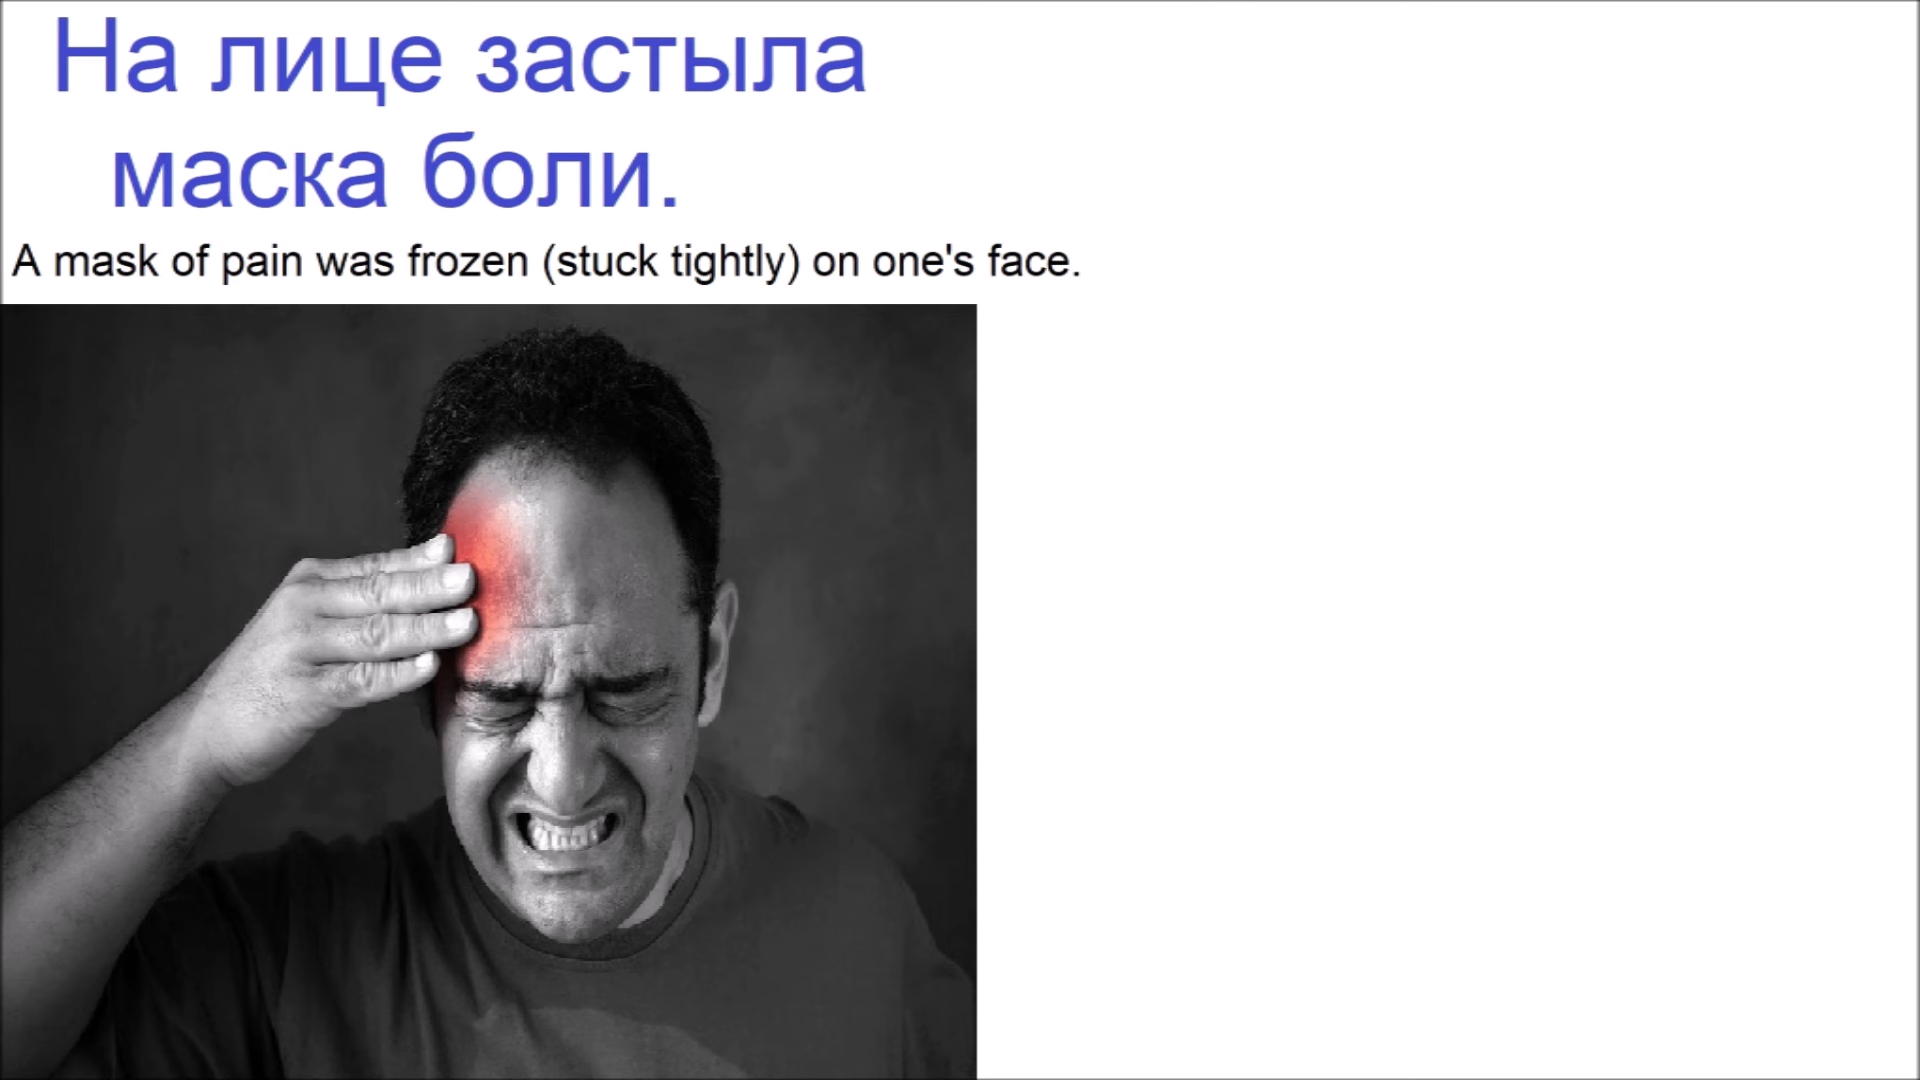 На лице застыла
маска боли.
A mask of pain was frozen (stuck tightly) on one's face.